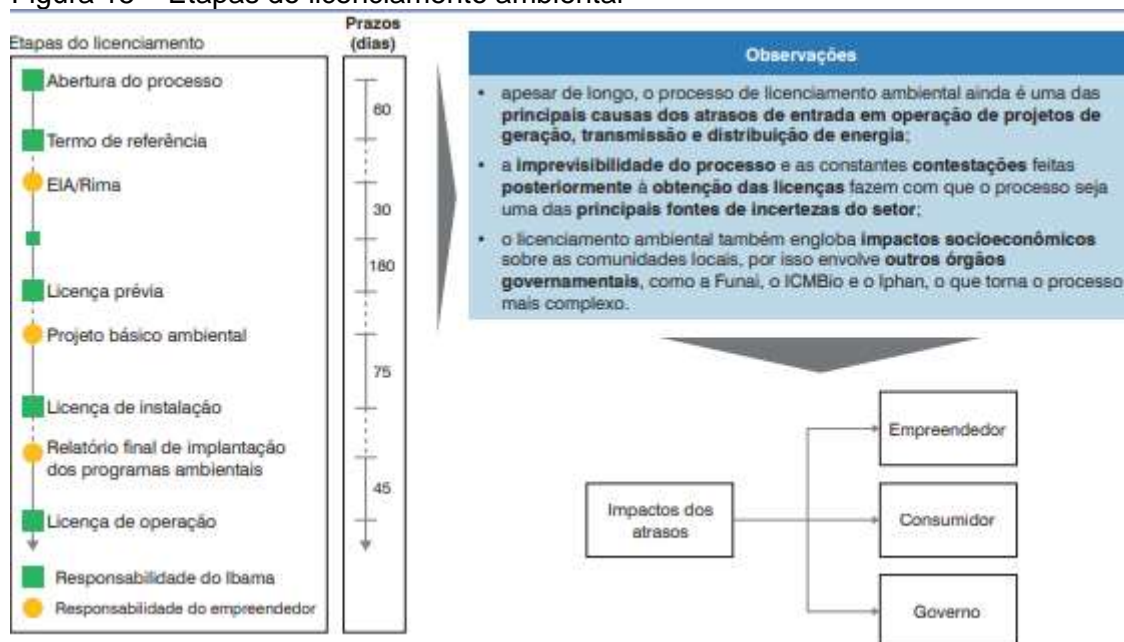 Figura 18 – Etapas do licenciamento ambiental
Etapas do licenciamento
Prazos
(dias)
Abertura do processo
60
Termo de referência
EIA/Rima
30
180
Licença prévia
Projeto básico ambiental
75
Licença de instalação
Relatório final de implantação
dos programas ambientais
45
Licença de operação
Responsabilidade do Ibama
Responsabilidade do empreendedor
Observações
• apesar de longo, o processo de licenciamento ambiental ainda é uma das
principais causas dos atrasos de entrada em operação de projetos de
geração, transmissão e distribuição de energia;
• a imprevisibilidade do processo e as constantes contestações feitas
posteriormente à obtenção das licenças fazem com que o processo seja
uma das principais fontes de incertezas do setor;
• o licenciamento ambiental também engloba impactos socioeconômicos
sobre as comunidades locais, por isso envolve outros órgãos
governamentais, como a Funai, o ICMBio e o Iphan, o que torna o processo
mais complexo.
Impactos dos
atrasos
Empreendedor
Consumidor
Governo